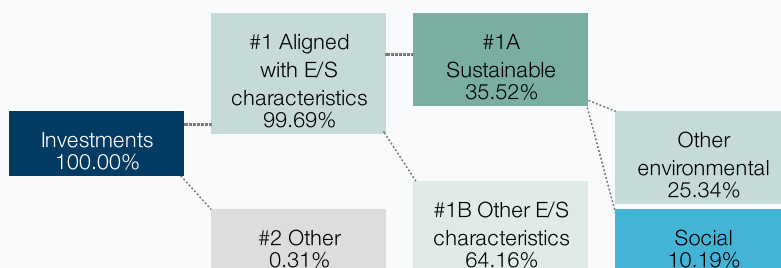 Investments
100.00%
#1 Aligned
with E/S
characteristics
99.69%
#2 Other
0.31%
#1A
Sustainable
35.52%
#1B Other E/S
characteristics
64.16%
Other
environmental
25.34%
Social
10.19%